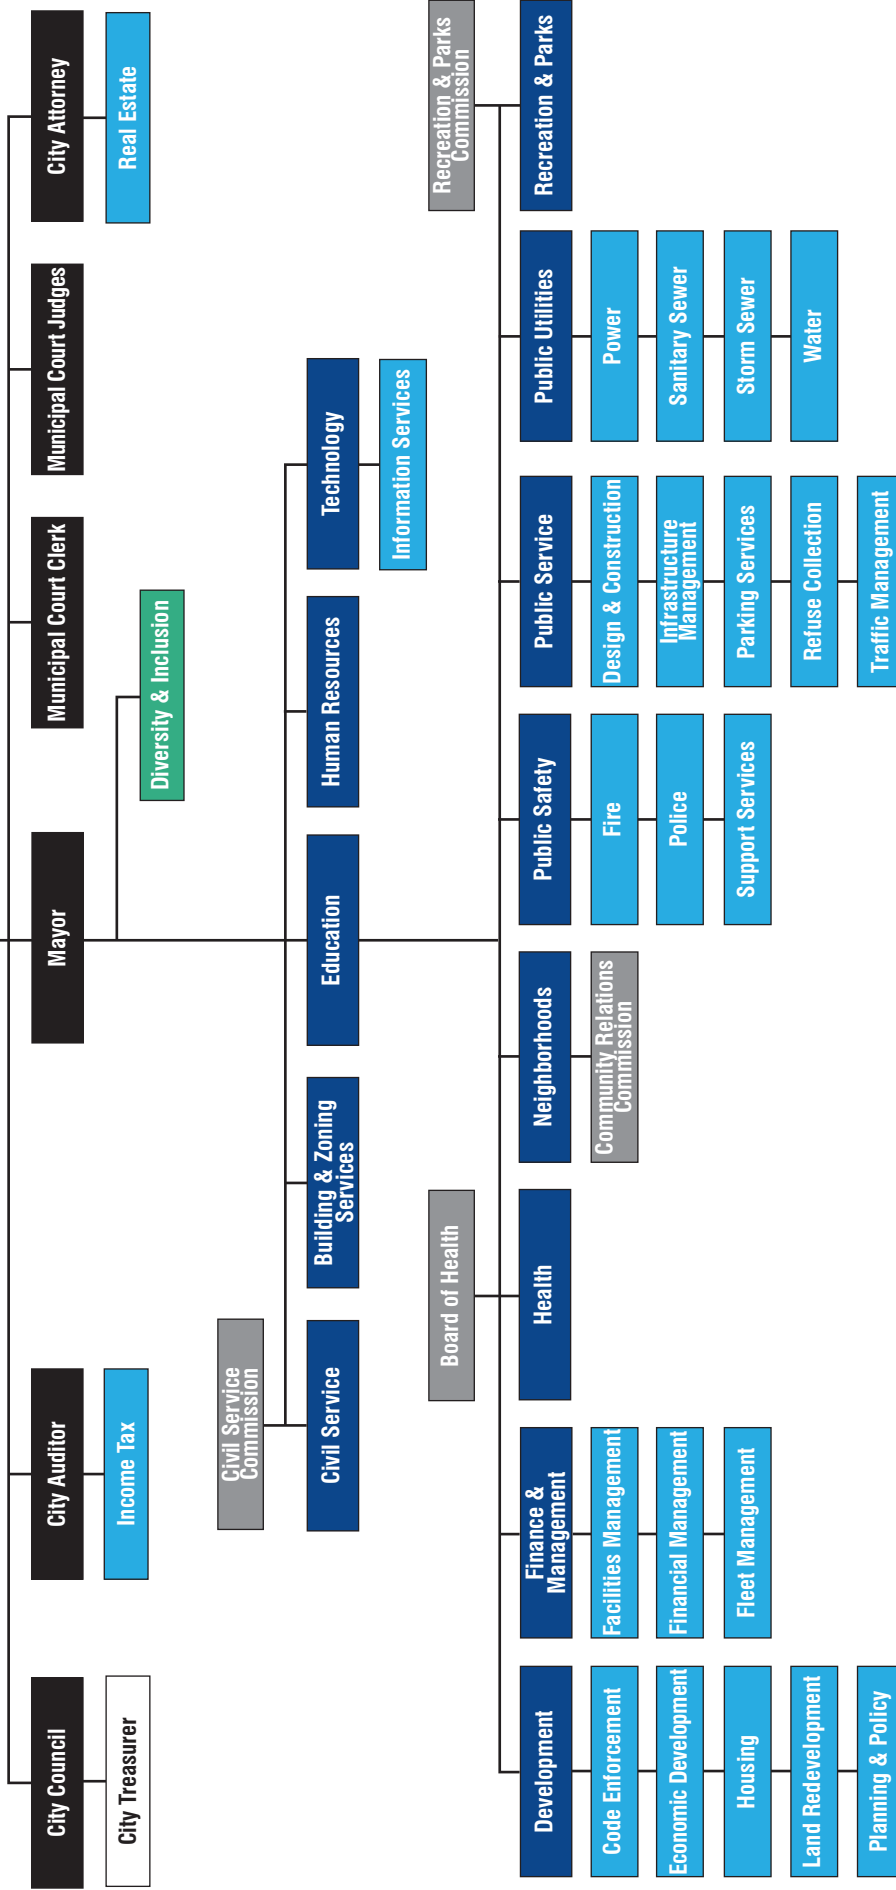 City Council
City Auditor
Mayor
Municipal Court Clerk
Municipal Court Judges
City Attorney
City Treasurer
Income Tax
Real Estate
Diversity & Inclusion
Civil Service
Commission
Civil Service
Building & Zoning
Services
Education
Human Resources
Technology
Information Services
Board of Health
Recreation & Parks
Commission
Development
Finance &
Management
Health
Neighborhoods
Public Safety
Public Service
Public Utilities
Recreation & Parks
Code Enforcement
Facilities Management
Community Relations
Commission
Fire
Design & Construction
Power
Economic Development
Financial Management
Police
Infrastructure
Management
Sanitary Sewer
Housing
Fleet Management
Support Services
Parking Services
Storm Sewer
Land Redevelopment
Refuse Collection
Water
Planning & Policy
Traffic Management